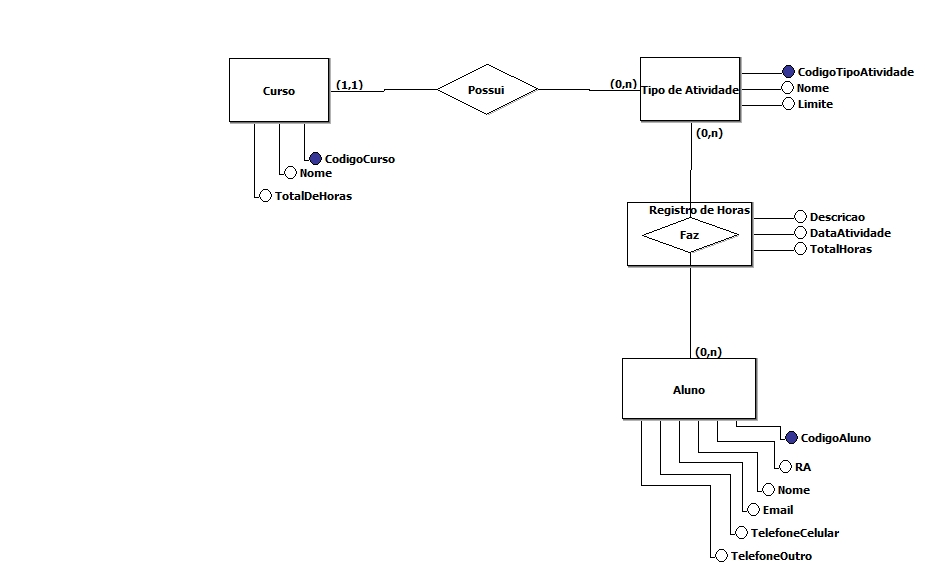 Curso
(1,1)
Possui
(0,n)
Tipo de Atividade
CodigoTipoAtividade
Nome
Limite
CodigoCurso
Nome
TotalDeHoras
(0,n)
Registro de Horas
Faz
Descricao
DataAtividade
TotalHoras
(0,n)
Aluno
CodigoAluno
RA
Nome
Email
TelefoneCelular
TelefoneOutro